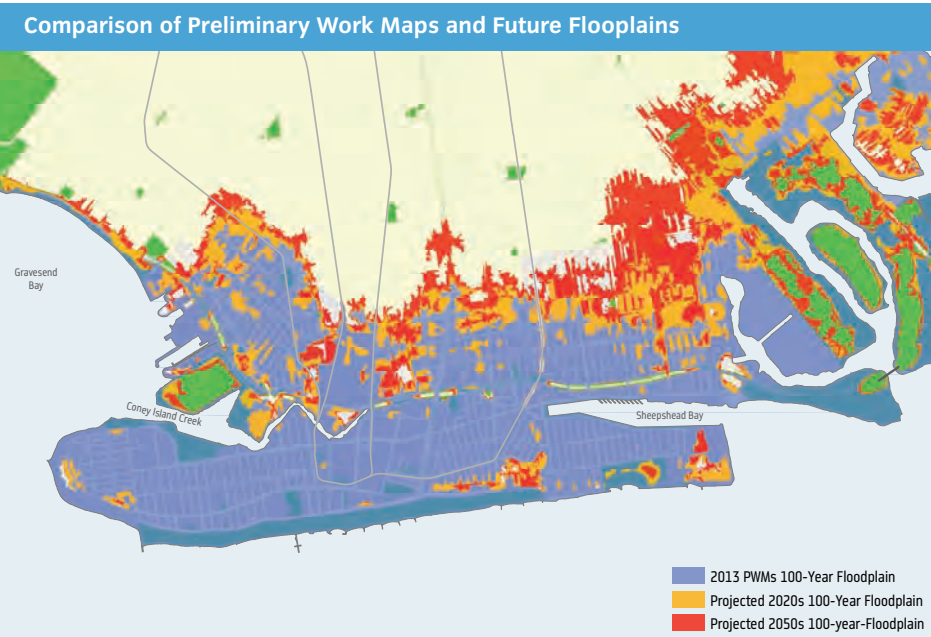 Comparison of Preliminary Work Maps and Future Flooplains
Gravesend
Bay
Coney Island Creek
Sheepshead Bay
2013 PWMs 100-Year Floodplain
Projected 2020s 100-Year Floodplain
Projected 2050s 100-year-Floodplain